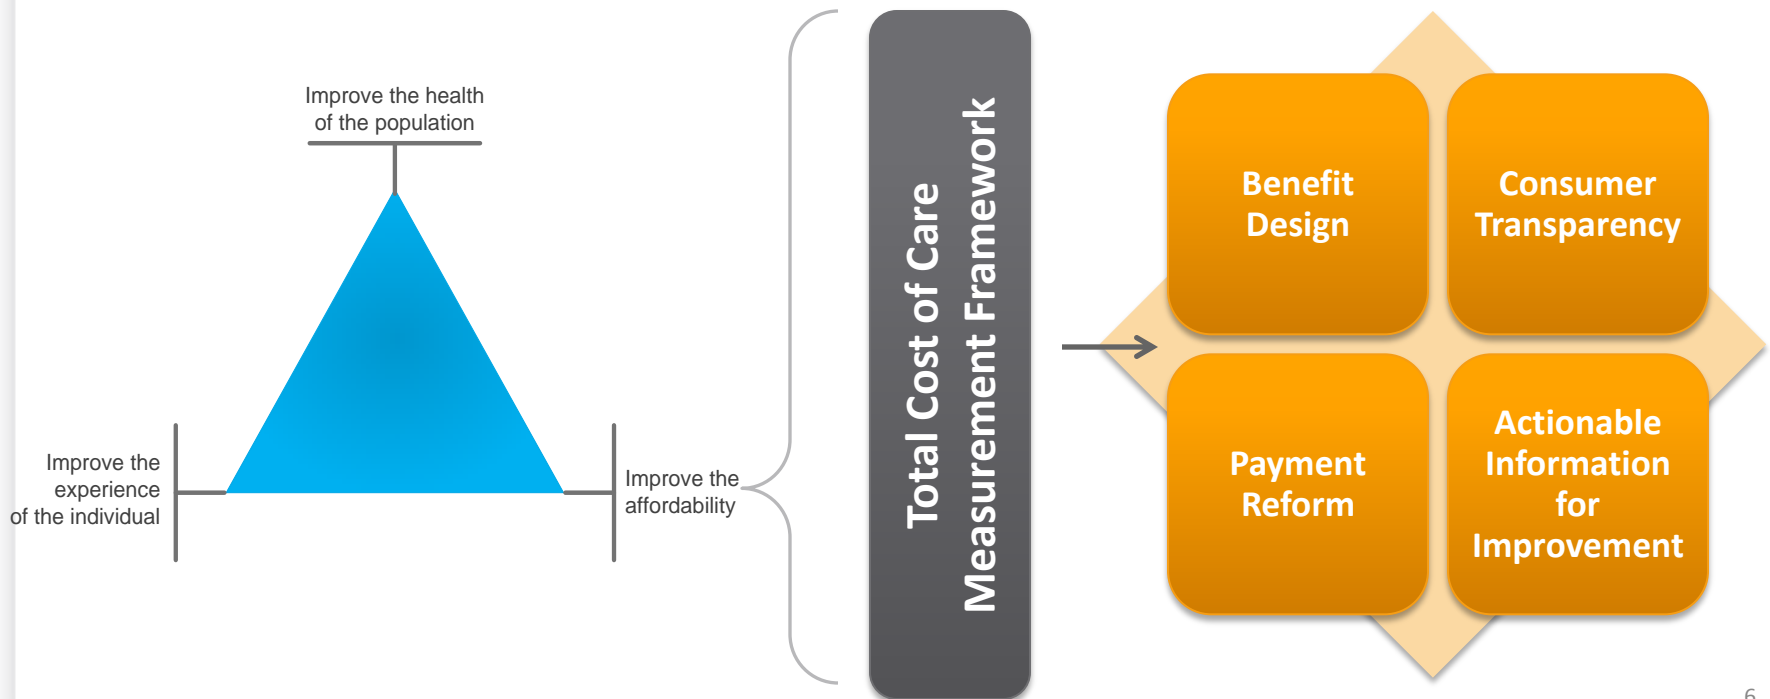 Improve the health
of the population
Improve the
experience
of the individual
Improve the
affordability
Total Cost of Care
Measurement Framework
Benefit
Design
Consumer
Transparency
Payment
Reform
Actionable
Information
for
Improvement
6